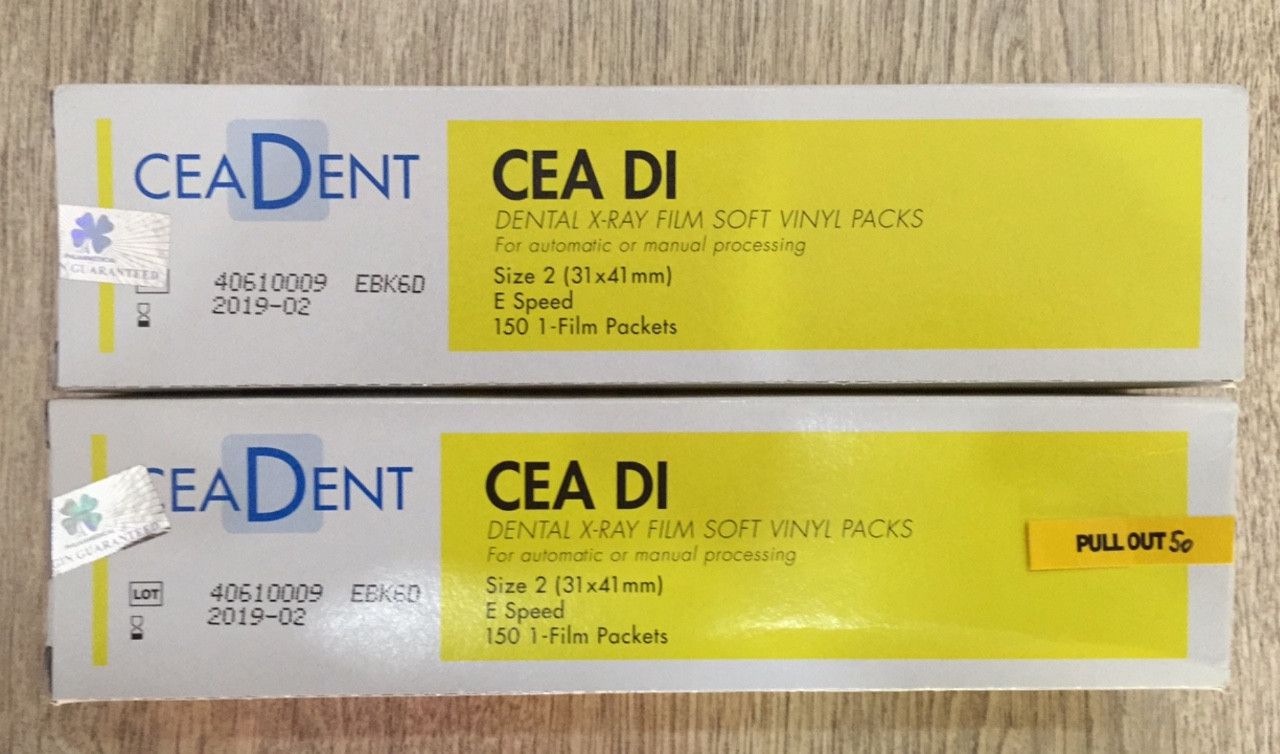 CEADENT
CEA DI
DENTAL X-RAY FILM SOFT VINYL PACKS
For automatic or manual processing
Size 2 (31x41mm)
E Speed
150 1-Film Packets
GUARANTEED
40610009 EBK6D
2019-02
CEADENT
CEA DI
DENTAL X-RAY FILM SOFT VINYL PACKS
For automatic or manual processing
Size 2 (31x41mm)
E Speed
150 1-Film Packets
PULL OUT 50
GUARANTEED
LOT 40610009 EBK6D
2019-02